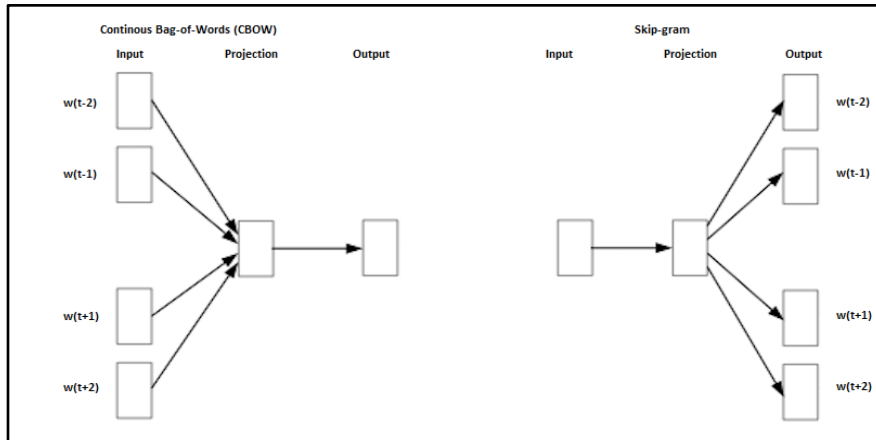 Continous Bag-of-Words (CBOW)
Input Projection Output
w(t-2)
w(t-1)
w(t+1)
w(t+2)
Skip-gram
Input Projection Output
w(t-2)
w(t-1)
w(t+1)
w(t+2)